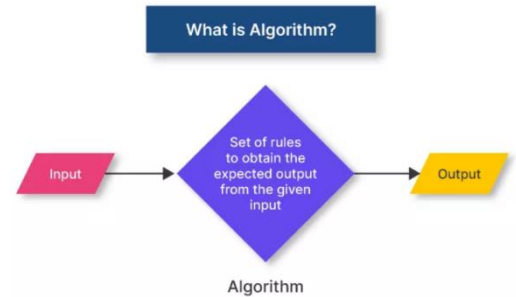 What is Algorithm?
Set of rules
to obtain the
expected output
from the given
input
Input
Output
Algorithm